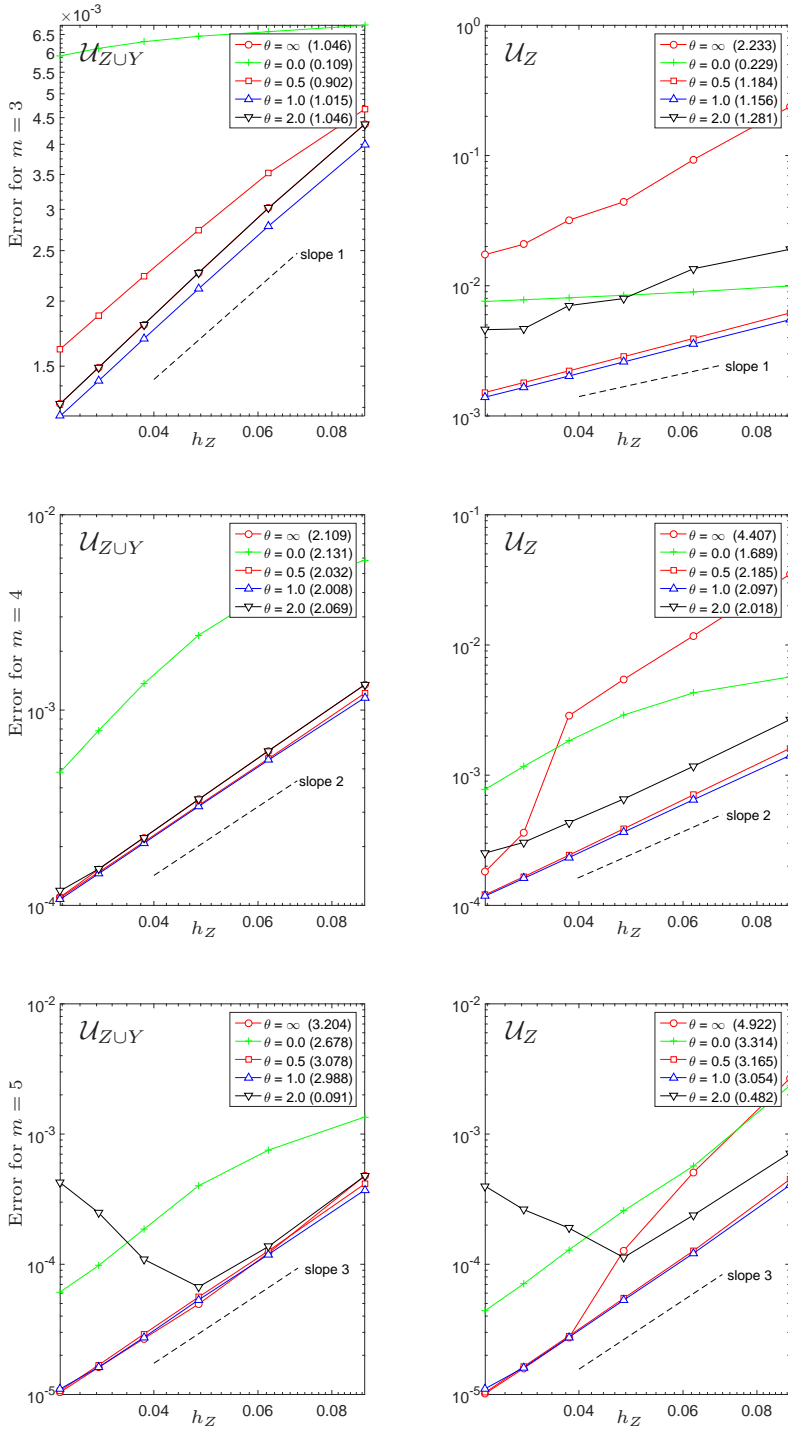 ×10⁻³
6.5
6
5.5
5
4.5
4
3.5
3
2.5
2
1.5
Error for m = 3
𝒰_{Z∪Y}
θ = ∞ (1.046)
θ = 0.0 (0.109)
θ = 0.5 (0.902)
θ = 1.0 (1.015)
θ = 2.0 (1.046)
slope 1
0.04 0.06 0.08
h_Z
10⁰
10⁻¹
10⁻²
10⁻³
𝒰_Z
θ = ∞ (2.233)
θ = 0.0 (0.229)
θ = 0.5 (1.184)
θ = 1.0 (1.156)
θ = 2.0 (1.281)
slope 1
0.04 0.06 0.08
h_Z
10⁻²
10⁻³
10⁻⁴
Error for m = 4
𝒰_{Z∪Y}
θ = ∞ (2.109)
θ = 0.0 (2.131)
θ = 0.5 (2.032)
θ = 1.0 (2.008)
θ = 2.0 (2.069)
slope 2
0.04 0.06 0.08
h_Z
10⁻¹
10⁻²
10⁻³
10⁻⁴
𝒰_Z
θ = ∞ (4.407)
θ = 0.0 (1.689)
θ = 0.5 (2.185)
θ = 1.0 (2.097)
θ = 2.0 (2.018)
slope 2
0.04 0.06 0.08
h_Z
10⁻²
10⁻³
10⁻⁴
10⁻⁵
Error for m = 5
𝒰_{Z∪Y}
θ = ∞ (3.204)
θ = 0.0 (2.678)
θ = 0.5 (3.078)
θ = 1.0 (2.988)
θ = 2.0 (0.091)
slope 3
0.04 0.06 0.08
h_Z
10⁻²
10⁻³
10⁻⁴
10⁻⁵
𝒰_Z
θ = ∞ (4.922)
θ = 0.0 (3.314)
θ = 0.5 (3.165)
θ = 1.0 (3.054)
θ = 2.0 (0.482)
slope 3
0.04 0.06 0.08
h_Z